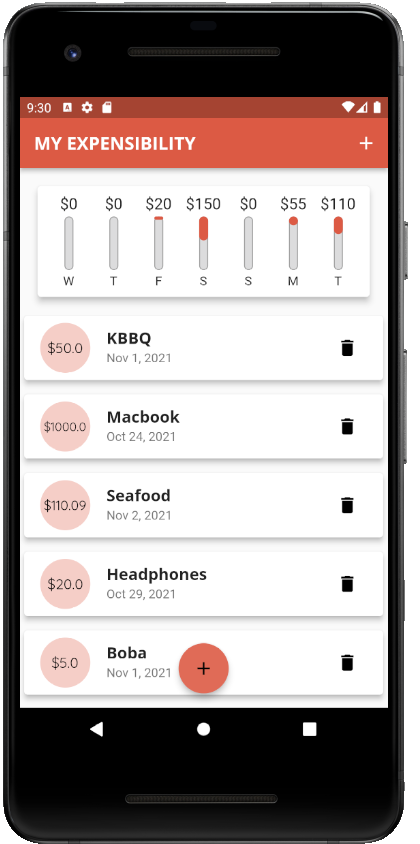 9:30
MY EXPENSIBILITY +
$0 $0 $20 $150 $0 $55 $110
W T F S S M T
$50.0
KBBQ
Nov 1, 2021
$1000.0
Macbook
Oct 24, 2021
$110.09
Seafood
Nov 2, 2021
$20.0
Headphones
Oct 29, 2021
$5.0
Boba
Nov 1, 2021
+